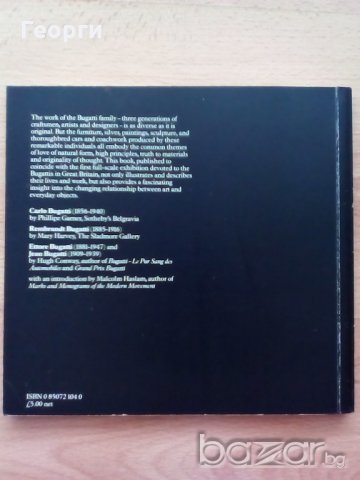 Георги
The work of the Bugatti family – three generations of
craftsmen, artists and designers – is as diverse as it is
original. But the furniture, silver, paintings, sculpture, and
thoroughbred cars and coachwork produced by these
remarkable individuals all embody the common themes
of love of natural form, high principles, truth to materials
and originality of thought. This book, published to
coincide with the first full-scale exhibition devoted to the
Bugattis in Great Britain, not only illustrates and describes
their lives and work, but also provides a fascinating
insight into the changing relationship between art and
everyday objects.
Carlo Bugatti (1856-1940)
by Philippe Garner, Sotheby's Belgravia
Rembrandt Bugatti (1885-1916)
by Mary Harvey, The Sladmore Gallery
Ettore Bugatti (1881-1947) and
Jean Bugatti (1909-1939)
by Hugh Conway, author of Bugatti – Le Pur Sang des
Automobiles and Grand Prix Bugatti
with an introduction by Malcolm Haslam, author of
Marks and Monograms of the Modern Movement
ISBN 0 85072 104 0
£5.00 net
bazar.bg